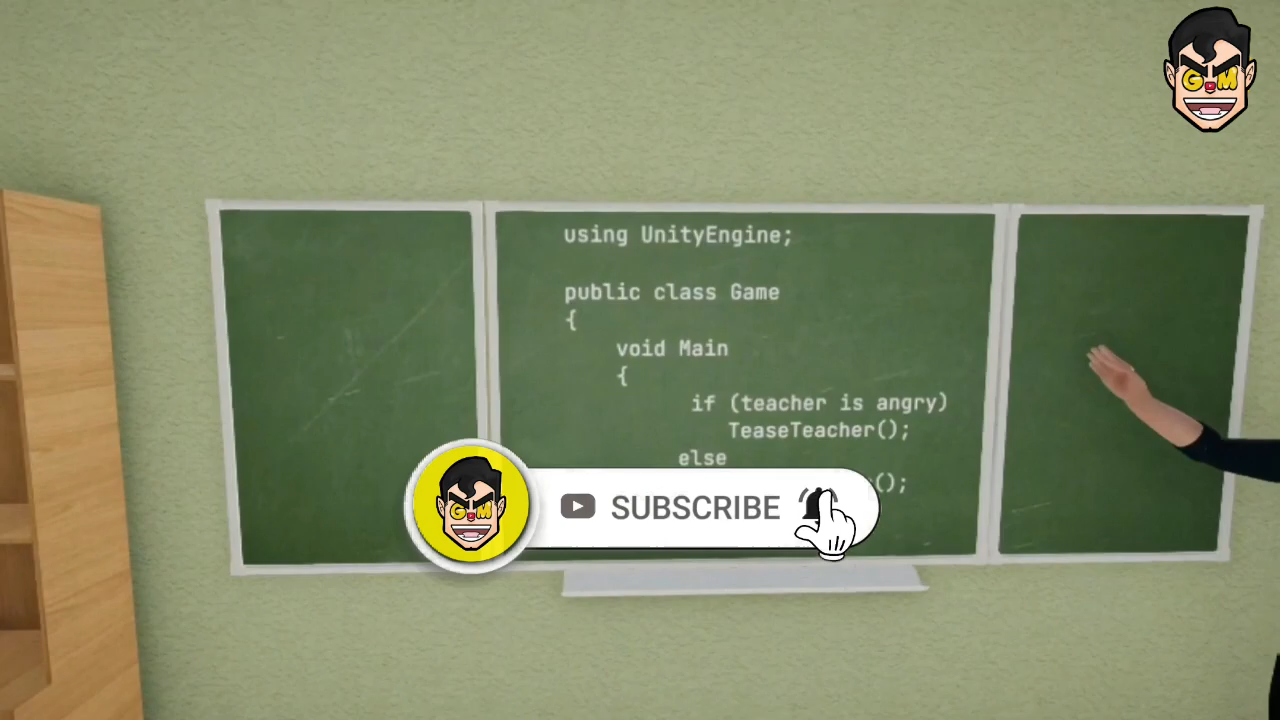 using UnityEngine;
public class Game
{
void Main
{
if (teacher is angry)
TeaseTeacher();
else
();
SUBSCRIBE
G M
G M